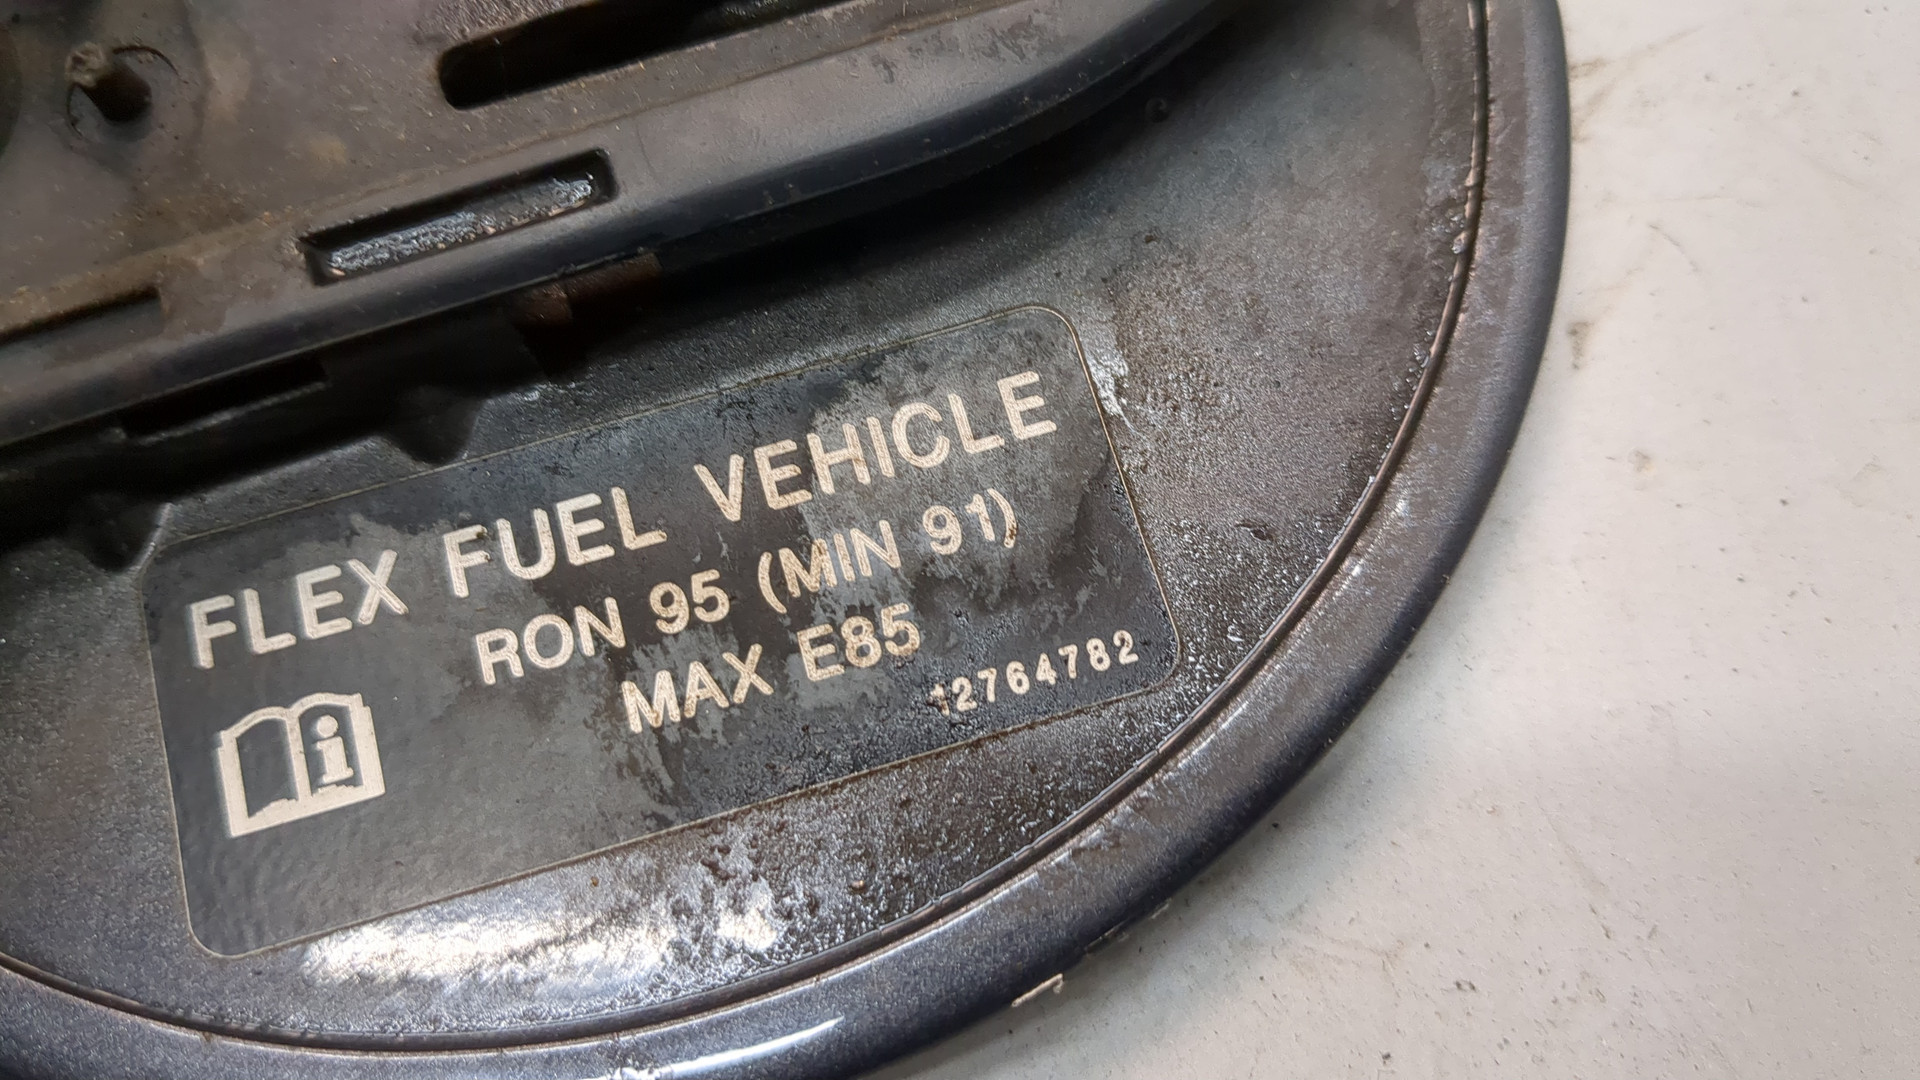 FLEX FUEL VEHICLE
RON 95 (MIN 91)
MAX E85
12764782